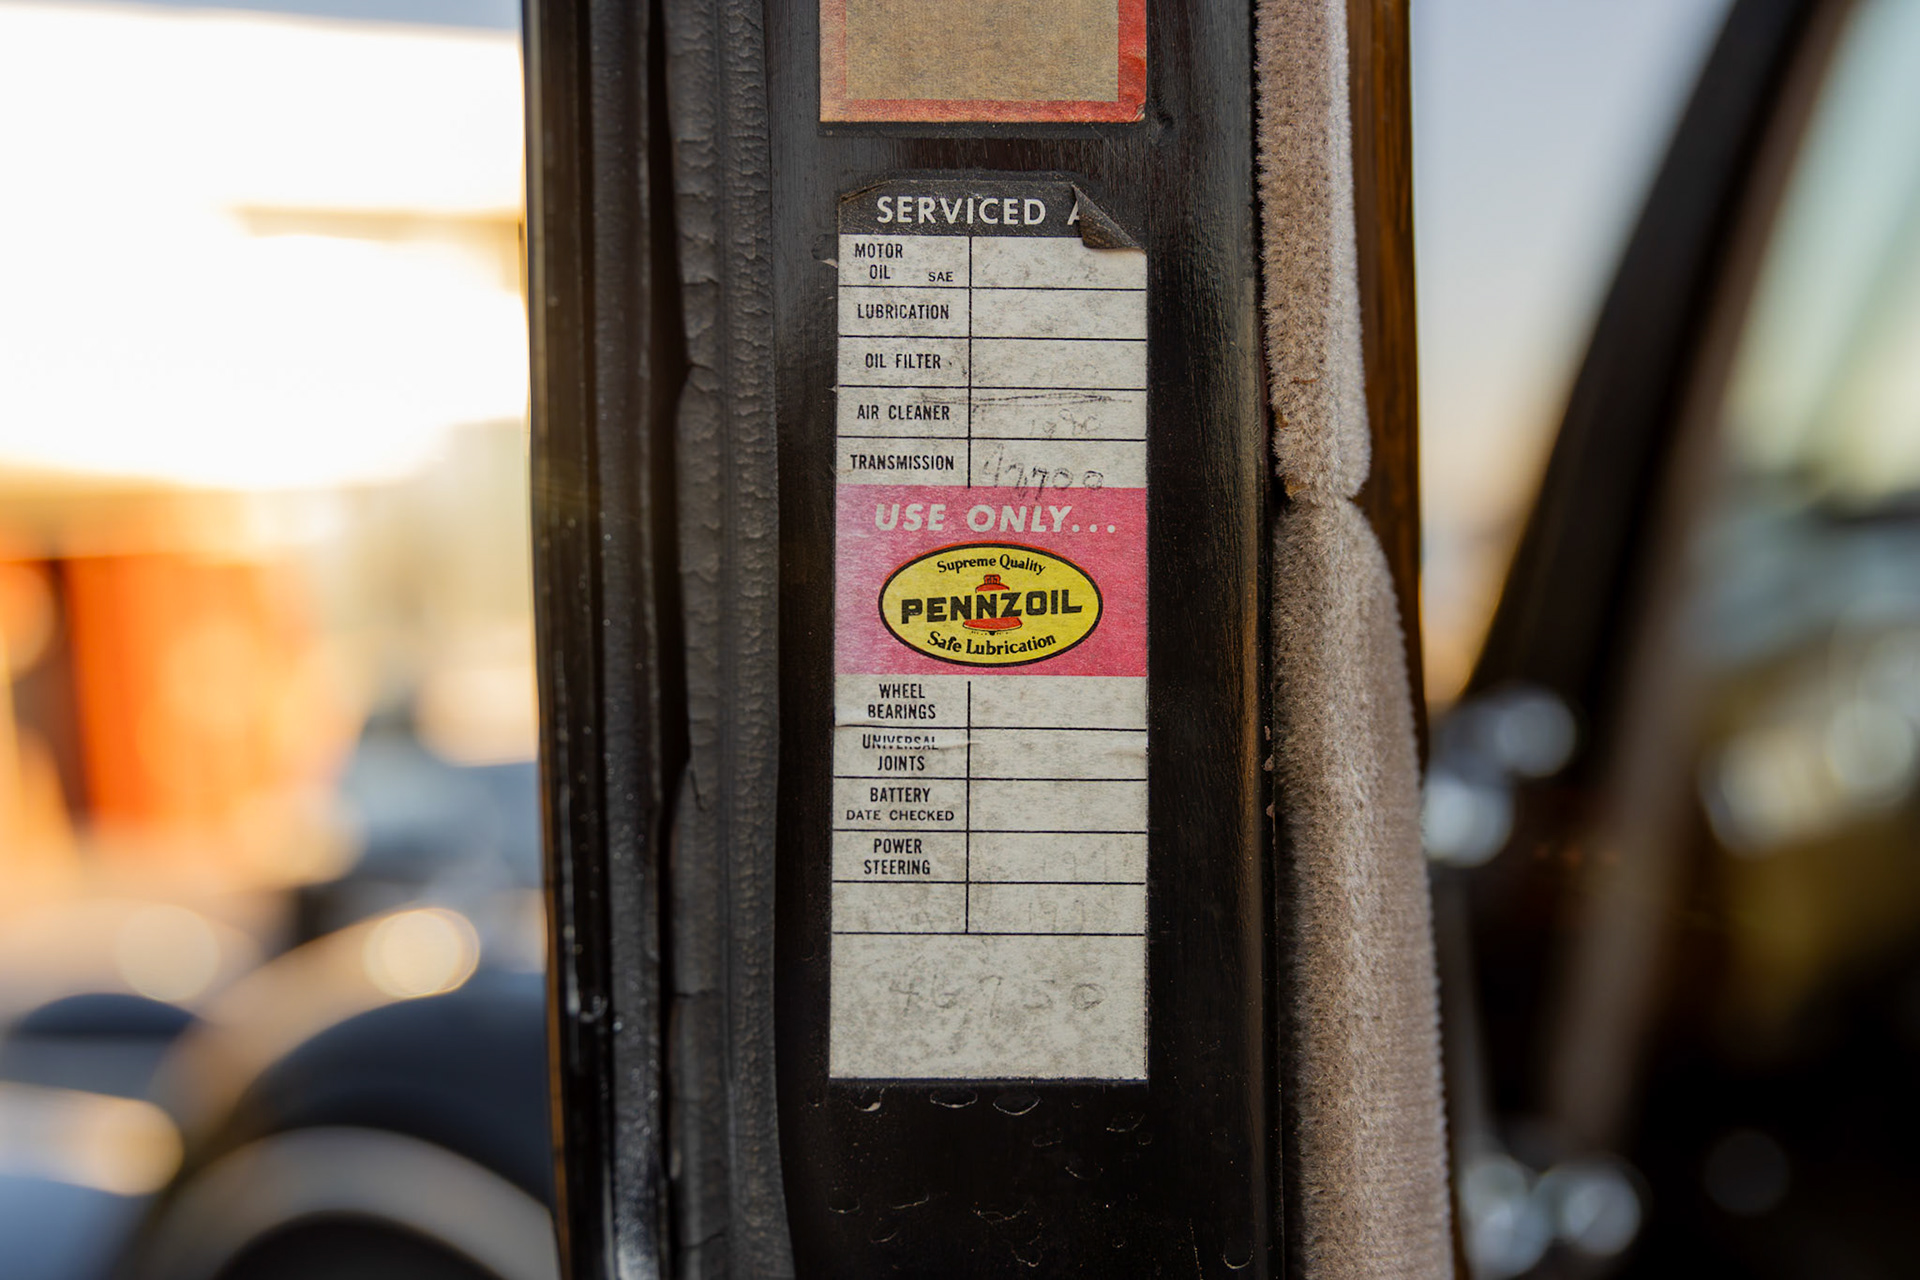 SERVICED A
MOTOR
OIL SAE
LUBRICATION
OIL FILTER
AIR CLEANER
TRANSMISSION
USE ONLY...
Supreme Quality
PENNZOIL
Safe Lubrication
WHEEL
BEARINGS
UNIVERSAL
JOINTS
BATTERY
DATE CHECKED
POWER
STEERING
46750